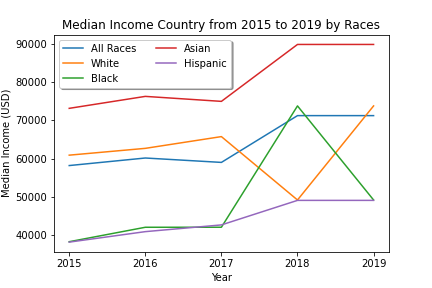 Median Income Country from 2015 to 2019 by Races
90000
80000
70000
60000
50000
40000
Median Income (USD)
All Races
White
Black
Asian
Hispanic
2015 2016 2017 2018 2019
Year